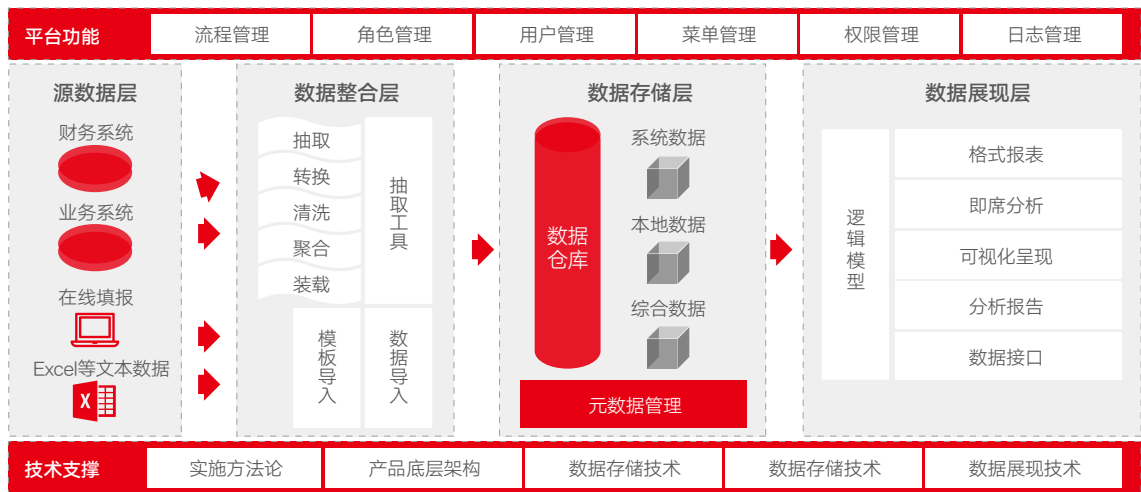 平台功能
流程管理
角色管理
用户管理
菜单管理
权限管理
日志管理
源数据层
财务系统
业务系统
在线填报
Excel等文本数据
X
数据整合层
抽取
转换
清洗
聚合
装载
抽取工具
模板导入
数据导入
数据存储层
数据
仓库
系统数据
本地数据
综合数据
元数据管理
数据展现层
逻辑模型
格式报表
即席分析
可视化呈现
分析报告
数据接口
技术支撑
实施方法论
产品底层架构
数据存储技术
数据存储技术
数据展现技术